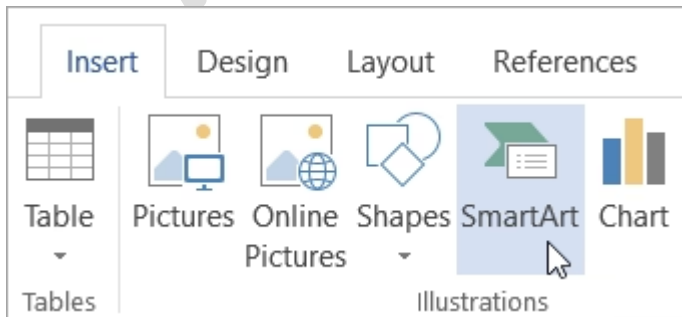 Insert Design Layout References
Table Pictures Online Pictures Shapes SmartArt Chart
Tables Illustrations